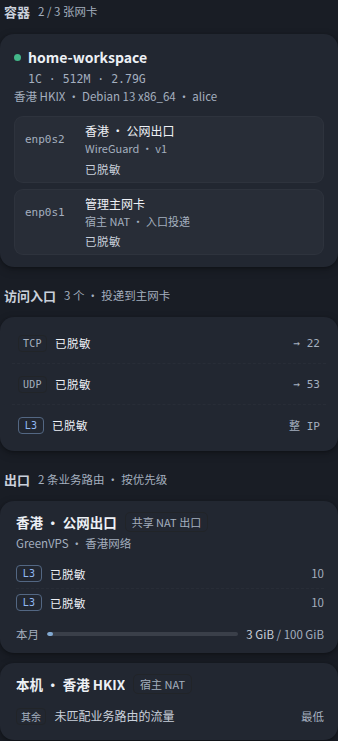 容器 2 / 3 张网卡
home-workspace
1C · 512M · 2.79G
香港 HKIX • Debian 13 x86_64 • alice
enp0s2 香港 • 公网出口
WireGuard • v1
已脱敏
enp0s1 管理主网卡
宿主 NAT • 入口投递
已脱敏
访问入口 3 个 • 投递到主网卡
TCP 已脱敏 → 22
UDP 已脱敏 → 53
L3 已脱敏 整 IP
出口 2 条业务路由 • 按优先级
香港 • 公网出口 共享 NAT 出口
GreenVPS • 香港网络
L3 已脱敏 10
L3 已脱敏 10
本月 3 GiB / 100 GiB
本机 • 香港 HKIX 宿主 NAT
其余 未匹配业务路由的流量 最低